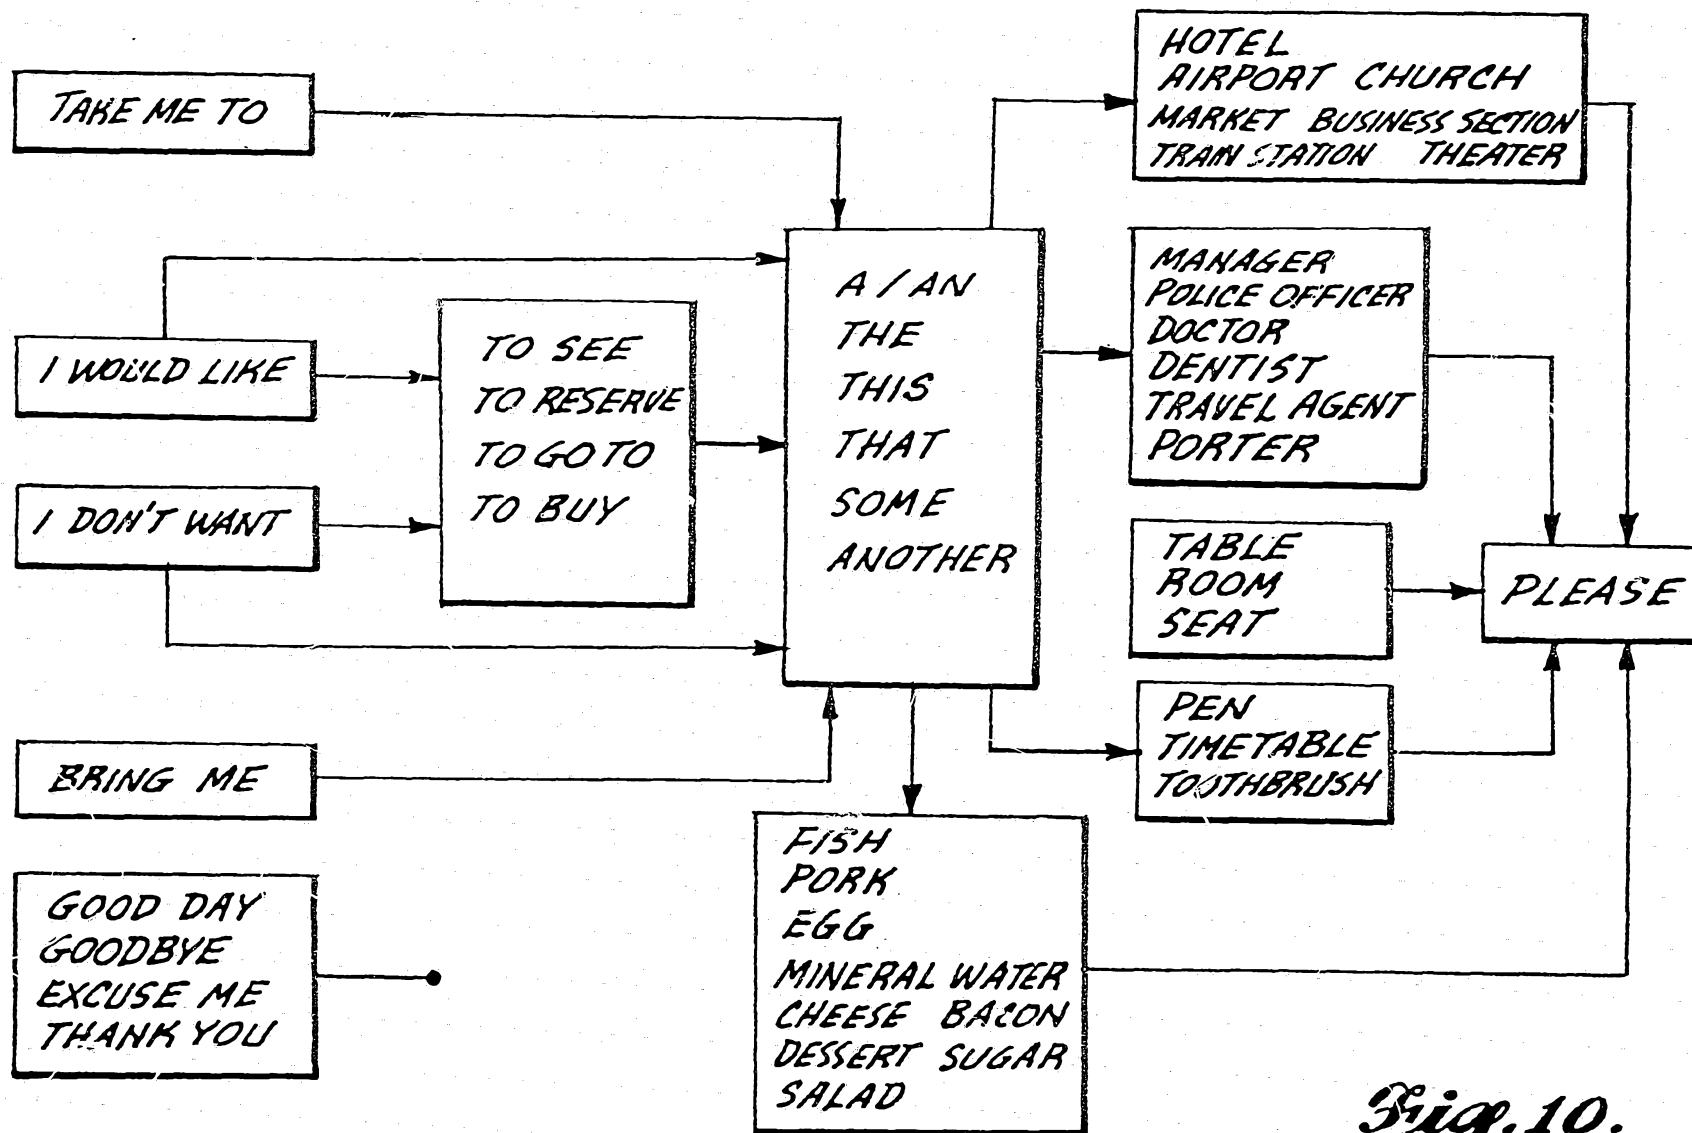 TAKE ME TO
I WOULD LIKE
I DON'T WANT
BRING ME
GOOD DAY
GOODBYE
EXCUSE ME
THANK YOU
TO SEE
TO RESERVE
TO GO TO
TO BUY
A / AN
THE
THIS
THAT
SOME
ANOTHER
HOTEL
AIRPORT CHURCH
MARKET BUSINESS SECTION
TRAIN STATION THEATER
MANAGER
POLICE OFFICER
DOCTOR
DENTIST
TRAVEL AGENT
PORTER
TABLE
ROOM
SEAT
PEN
TIMETABLE
TOOTHBRUSH
FISH
PORK
EGG
MINERAL WATER
CHEESE BACON
DESSERT SUGAR
SALAD
PLEASE
Fig. 10.